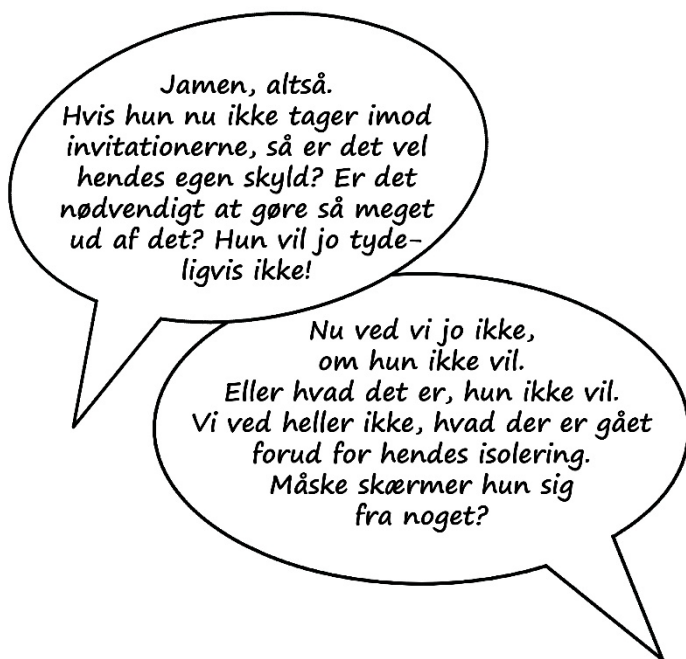 Jamen, altså.
Hvis hun nu ikke tager imod
invitationerne, så er det vel
hendes egen skyld? Er det
nødvendigt at gøre så meget
ud af det? Hun vil jo tyde-
ligvis ikke!
Nu ved vi jo ikke,
om hun ikke vil.
Eller hvad det er, hun ikke vil.
Vi ved heller ikke, hvad der er gået
forud for hendes isolering.
Måske skærmer hun sig
fra noget?